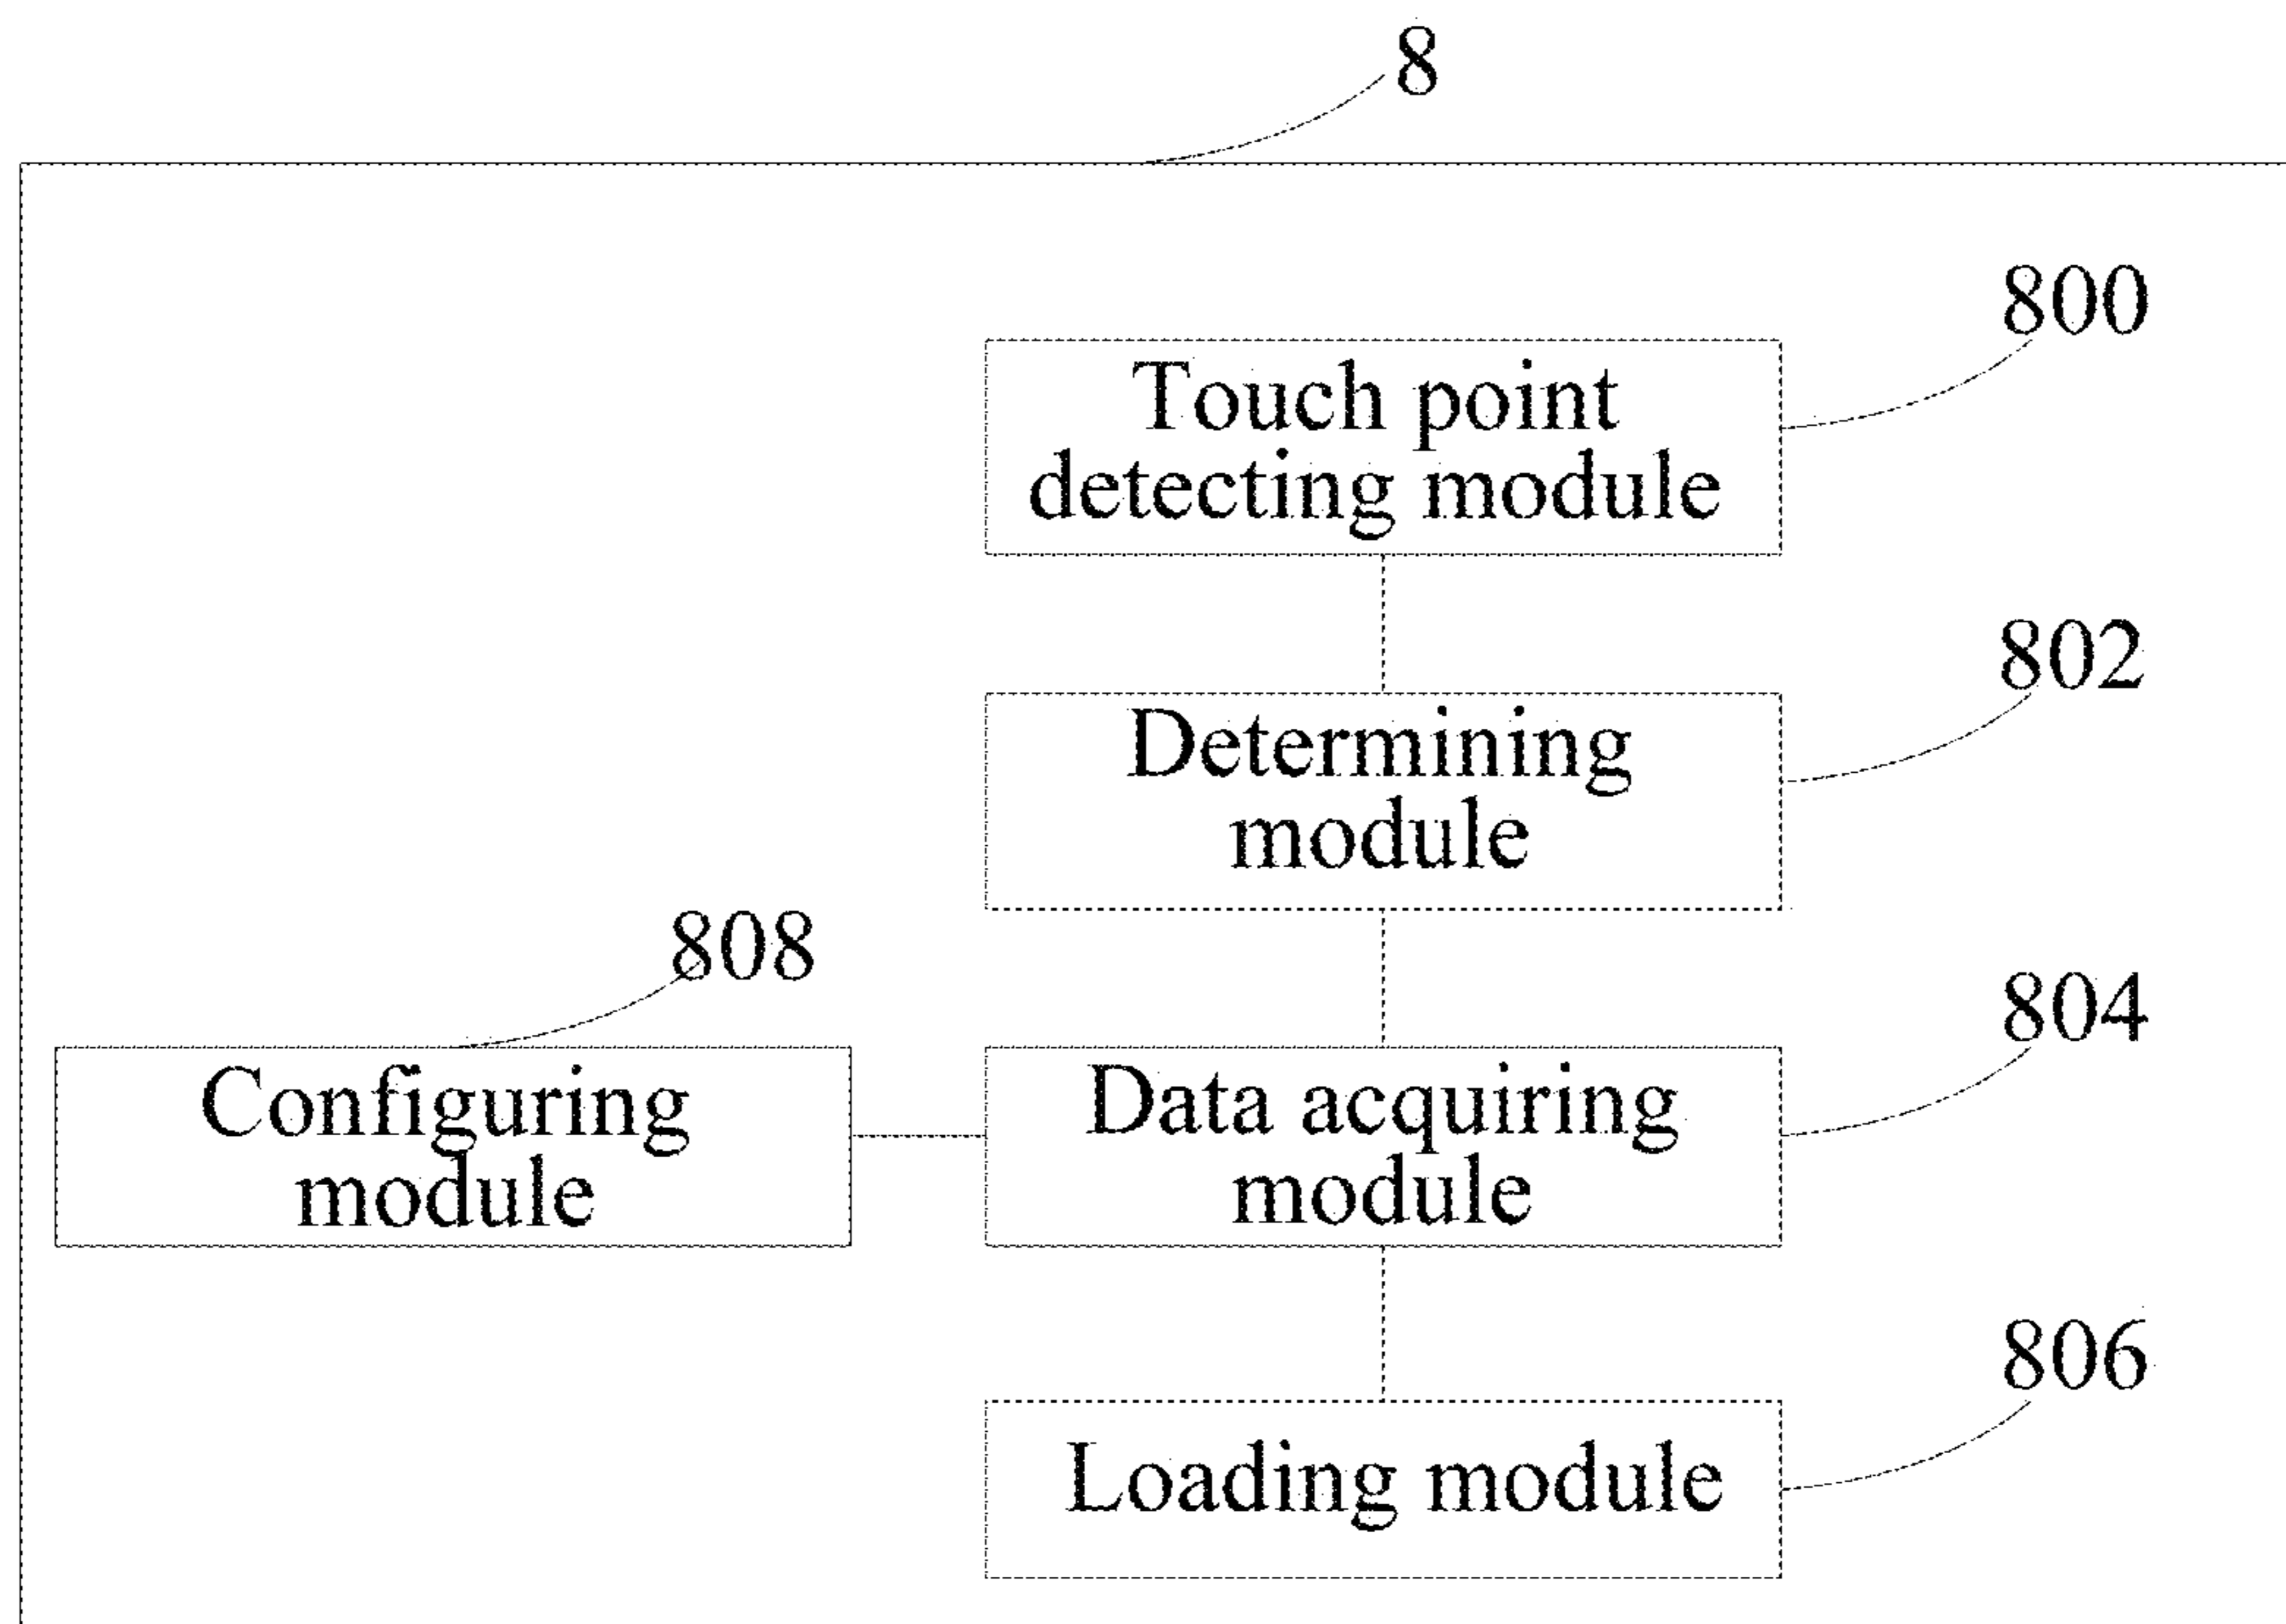 8
800
Touch point
detecting module
802
Determining
module
808
804
Configuring
module
Data acquiring
module
806
Loading module